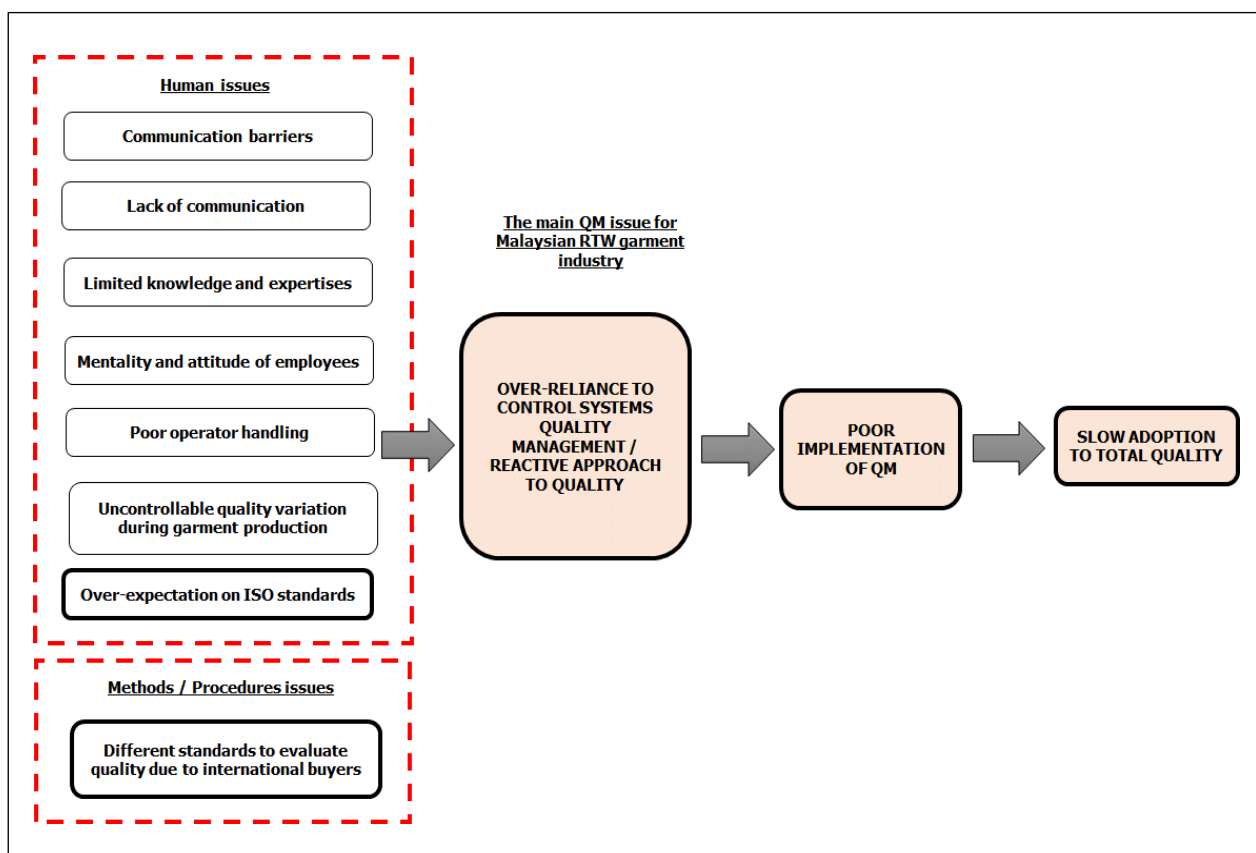 Human issues
Communication barriers
Lack of communication
Limited knowledge and expertises
Mentality and attitude of employees
Poor operator handling
Uncontrollable quality variation
during garment production
Over-expectation on ISO standards
Methods / Procedures issues
Different standards to evaluate
quality due to international buyers
The main QM issue for
Malaysian RTW garment
industry
OVER-RELIANCE TO
CONTROL SYSTEMS
QUALITY
MANAGEMENT /
REACTIVE APPROACH
TO QUALITY
POOR
IMPLEMENTATION
OF QM
SLOW ADOPTION
TO TOTAL QUALITY